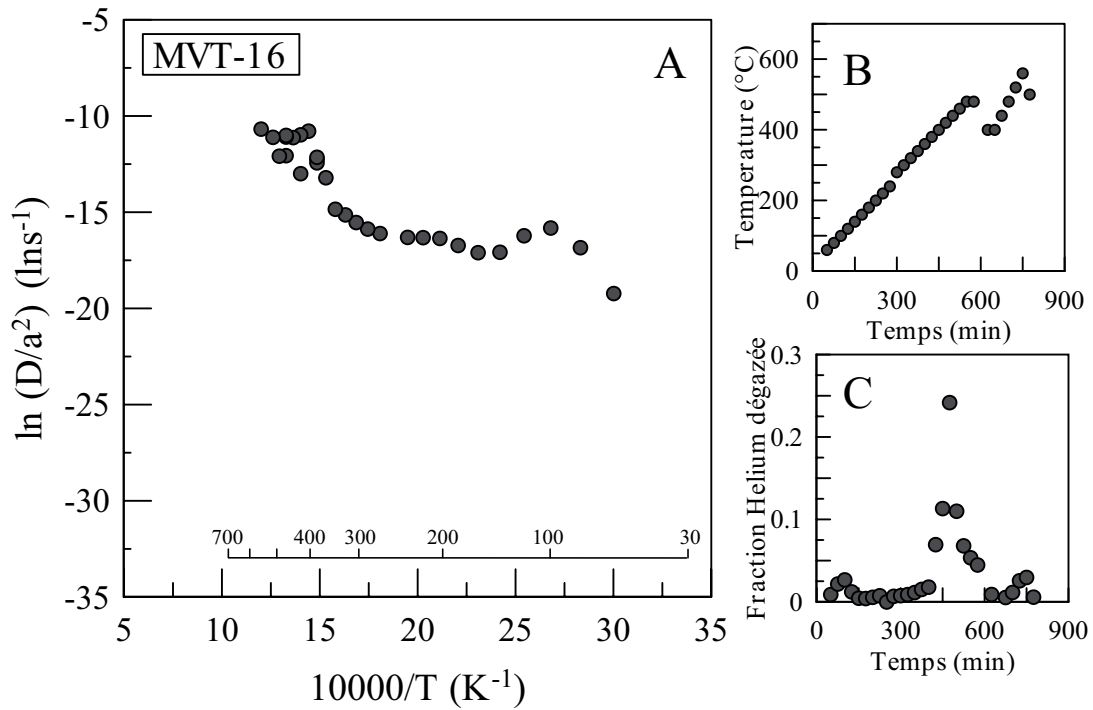 MVT-16
A
-5
-10
-15
-20
-25
-30
-35
ln (D/a²) (lns⁻¹)
700 400 300 200 100 30
5 10 15 20 25 30 35
10000/T (K⁻¹)
B
Temperature (°C)
600
400
200
0
0 300 600 900
Temps (min)
C
Fraction Helium dégazée
0.3
0.2
0.1
0
0 300 600 900
Temps (min)